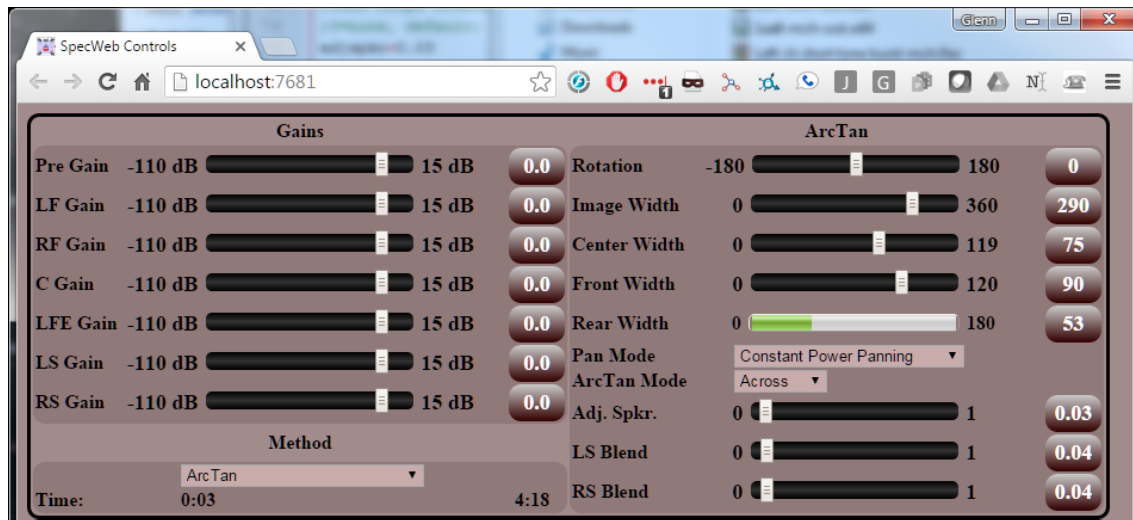 Glenn
SpecWeb Controls
localhost:7681
1
J
G
Gains
Pre Gain -110 dB 15 dB 0.0
LF Gain -110 dB 15 dB 0.0
RF Gain -110 dB 15 dB 0.0
C Gain -110 dB 15 dB 0.0
LFE Gain -110 dB 15 dB 0.0
LS Gain -110 dB 15 dB 0.0
RS Gain -110 dB 15 dB 0.0
Method
ArcTan
Time: 0:03 4:18
ArcTan
Rotation -180 180 0
Image Width 0 360 290
Center Width 0 119 75
Front Width 0 120 90
Rear Width 0 180 53
Pan Mode Constant Power Panning
ArcTan Mode Across
Adj. Spkr. 0 1 0.03
LS Blend 0 1 0.04
RS Blend 0 1 0.04